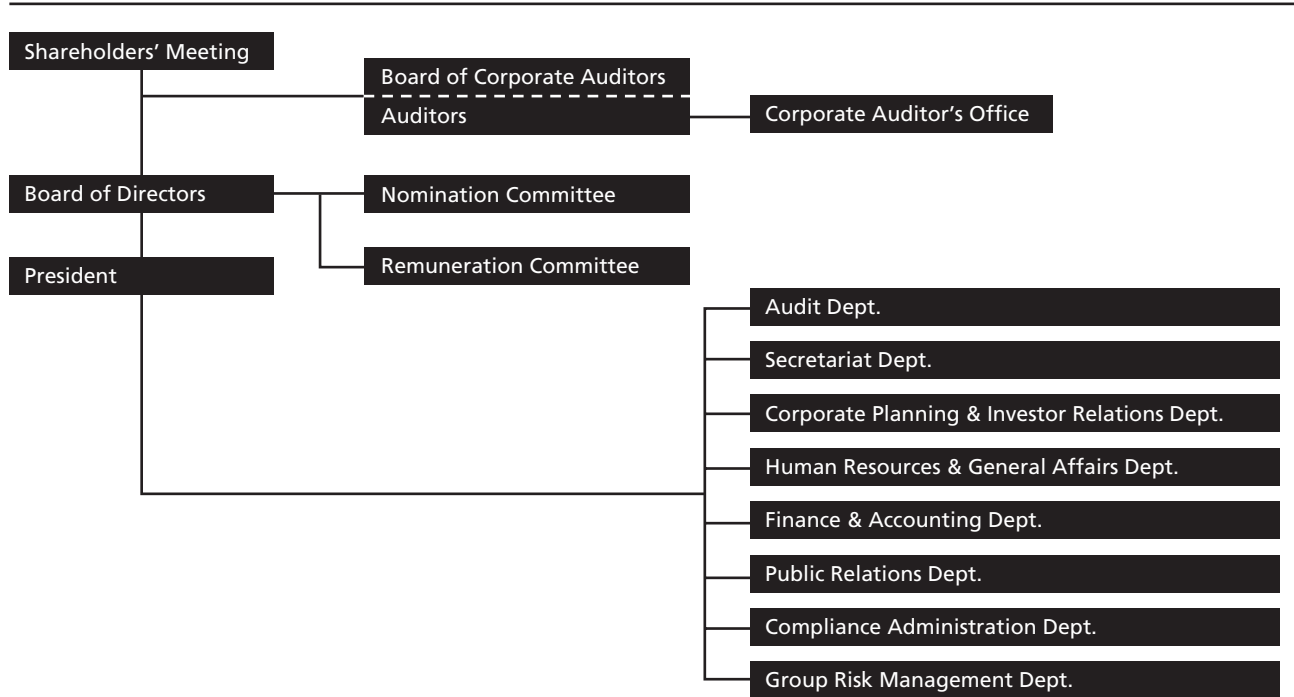 Shareholders’ Meeting
Board of Corporate Auditors
Auditors
Corporate Auditor’s Office
Board of Directors
Nomination Committee
President
Remuneration Committee
Audit Dept.
Secretariat Dept.
Corporate Planning & Investor Relations Dept.
Human Resources & General Affairs Dept.
Finance & Accounting Dept.
Public Relations Dept.
Compliance Administration Dept.
Group Risk Management Dept.